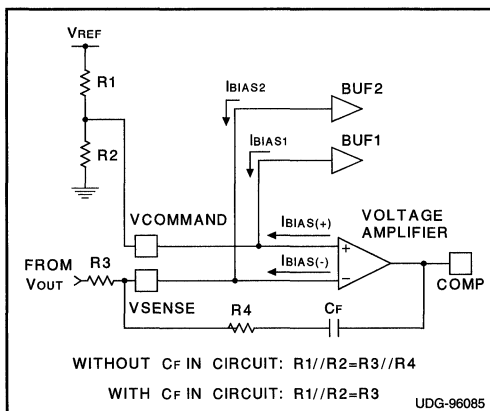 VREF
R1
R2
IBIAS2
BUF2
IBIAS1
BUF1
VCOMMAND
IBIAS(+)
VOLTAGE
AMPLIFIER
+
FROM
VOUT
R3
VSENSE
IBIAS(-)
−
COMP
R4
CF
WITHOUT CF IN CIRCUIT: R1//R2=R3//R4
WITH CF IN CIRCUIT: R1//R2=R3
UDG-96085